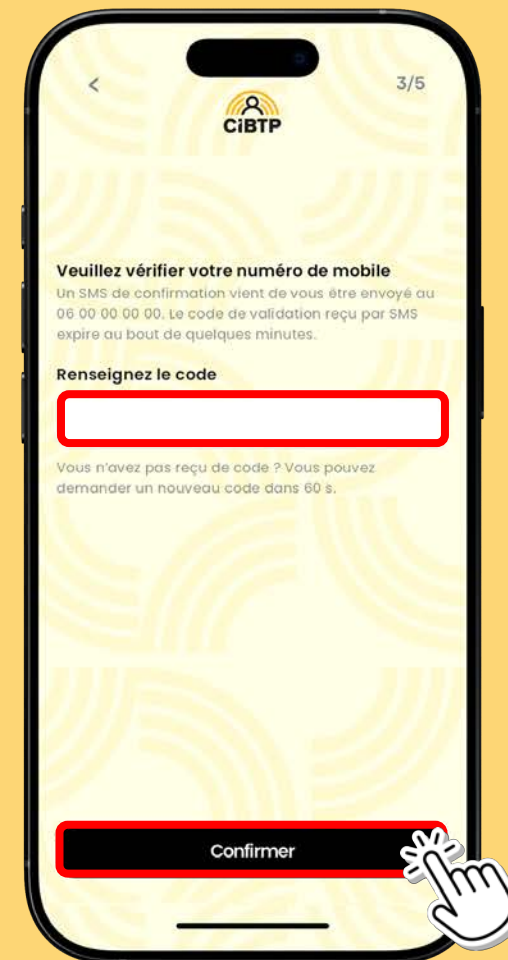 <
3/5
CiBTP
Veuillez vérifier votre numéro de mobile
Un SMS de confirmation vient de vous être envoyé au
06 00 00 00 00. Le code de validation reçu par SMS
expire au bout de quelques minutes.
Renseignez le code
Vous n'avez pas reçu de code ? Vous pouvez
demander un nouveau code dans 60 s.
Confirmer